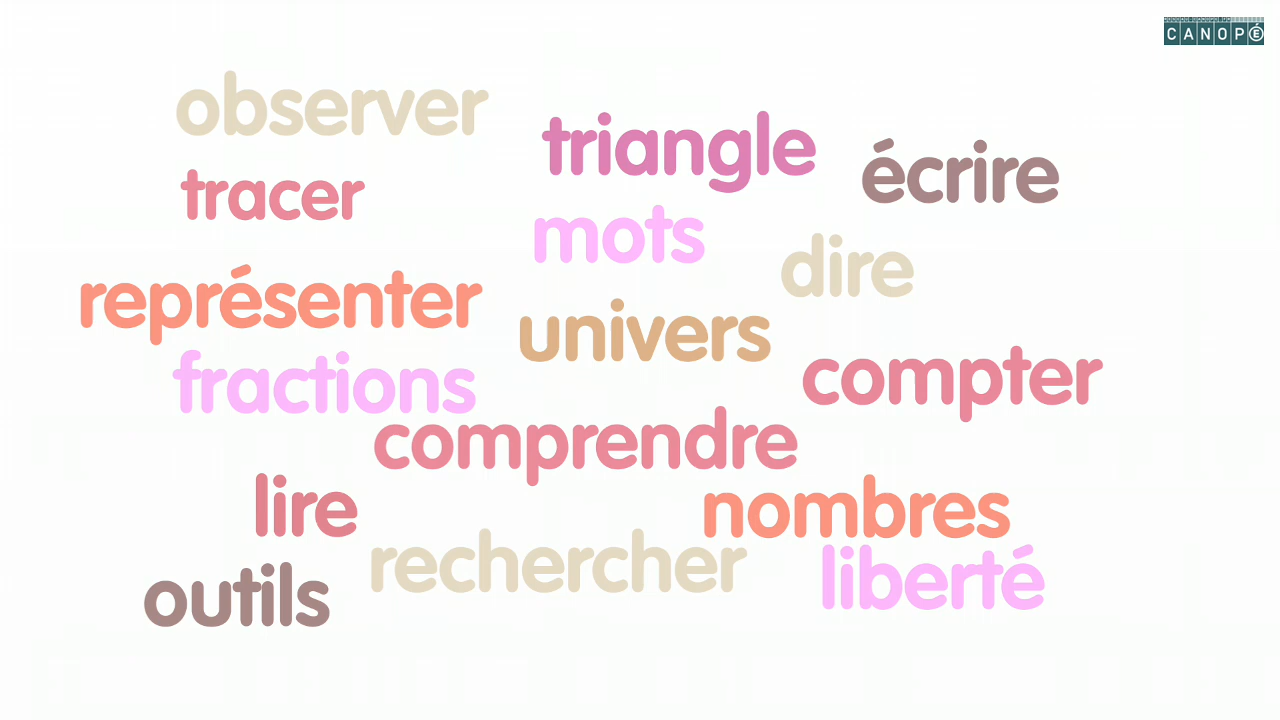 CANOPÉ
observer
triangle
écrire
tracer
mots
dire
représenter
univers
fractions
compter
comprendre
lire
nombres
rechercher
liberté
outils